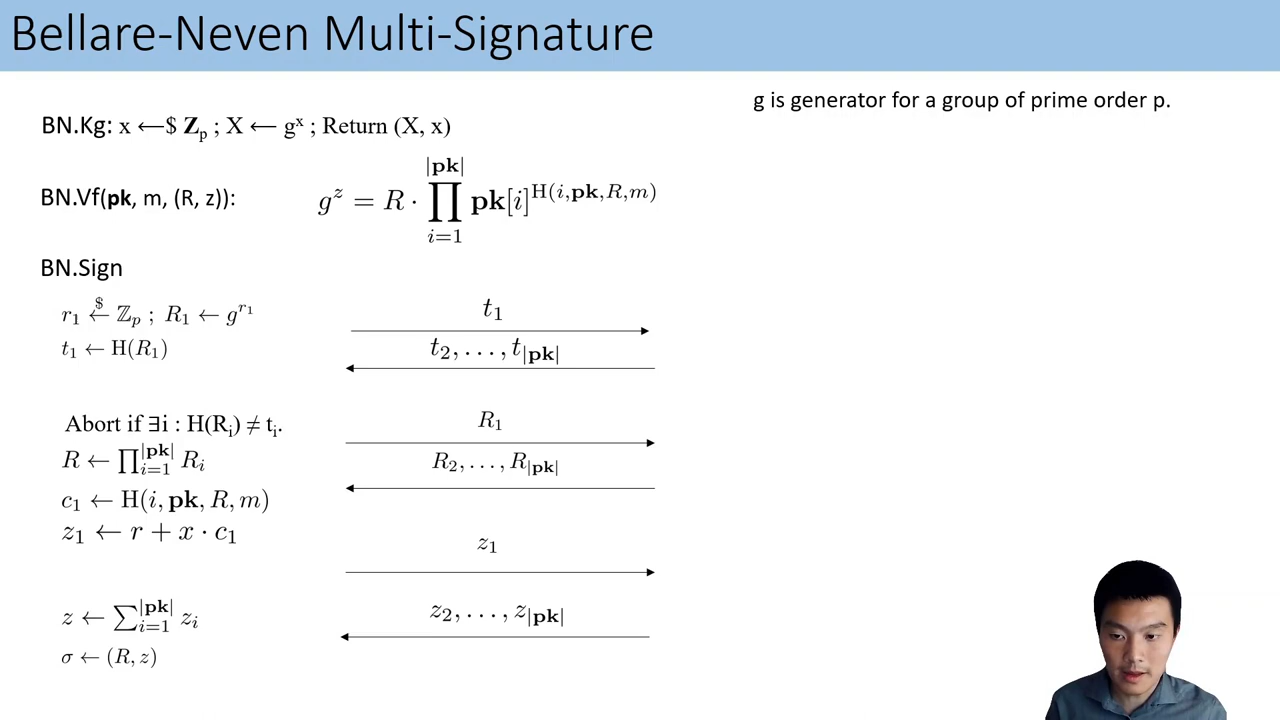 Bellare-Neven Multi-Signature
g is generator for a group of prime order p.
BN.Kg: x ⟵$ Z_p ; X ⟵ g^x ; Return (X, x)
BN.Vf(pk, m, (R, z)): g^z = R · ∏_{i=1}^{|pk|} pk[i]^{H(i,pk,R,m)}
BN.Sign
r_1 ←$ ℤ_p ; R_1 ← g^{r_1}
t_1
t_1 ← H(R_1)
t_2, . . . , t_{|pk|}
Abort if ∃i : H(R_i) ≠ t_i.
R_1
R ← ∏_{i=1}^{|pk|} R_i
R_2, . . . , R_{|pk|}
c_1 ← H(i, pk, R, m)
z_1 ← r + x · c_1
z_1
z ← ∑_{i=1}^{|pk|} z_i
z_2, . . . , z_{|pk|}
σ ← (R, z)